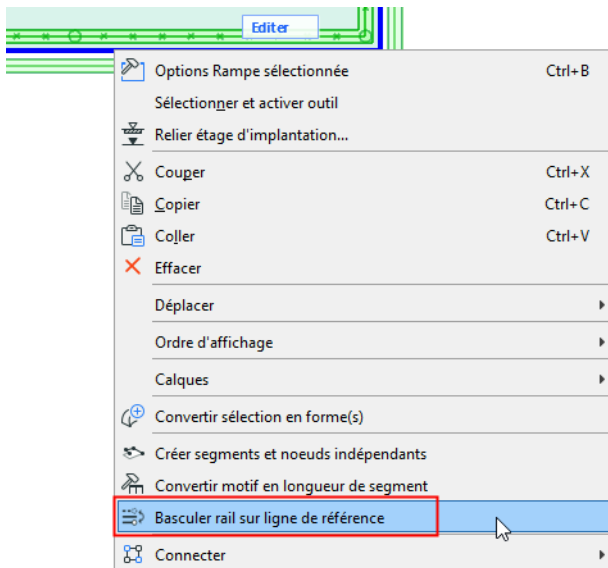 Editer
Options Rampe sélectionnée Ctrl+B
Sélectionner et activer outil
Relier étage d'implantation...
Couper Ctrl+X
Copier Ctrl+C
Coller Ctrl+V
Effacer
Déplacer
Ordre d'affichage
Calques
Convertir sélection en forme(s)
Créer segments et noeuds indépendants
Convertir motif en longueur de segment
Basculer rail sur ligne de référence
Connecter